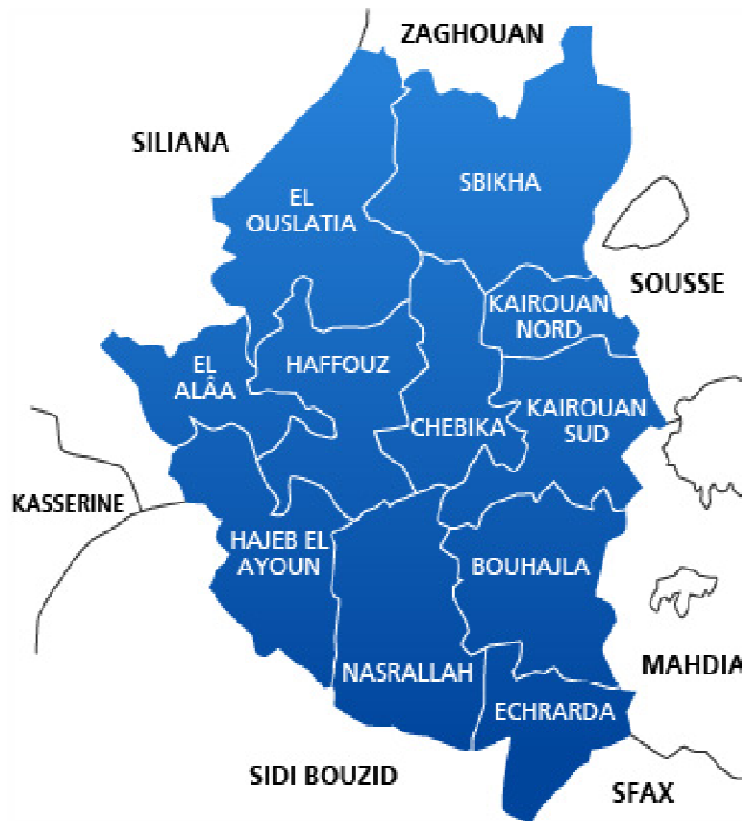 ZAGHOUAN
SILIANA
SBIKHA
EL
OUSLATIA
SOUSSE
KAIROUAN
NORD
EL
ALÂA
HAFFOUZ
KAIROUAN
SUD
CHEBIKA
KASSERINE
HAJEB EL
AYOUN
BOUHAJLA
MAHDIA
NASRALLAH
ECHRARDA
SIDI BOUZID
SFAX